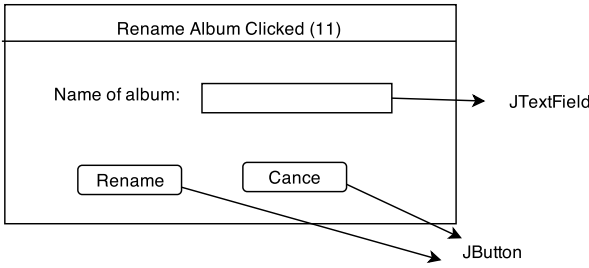 Rename Album Clicked (11)
Name of album:
JTextField
Rename
Cance
JButton